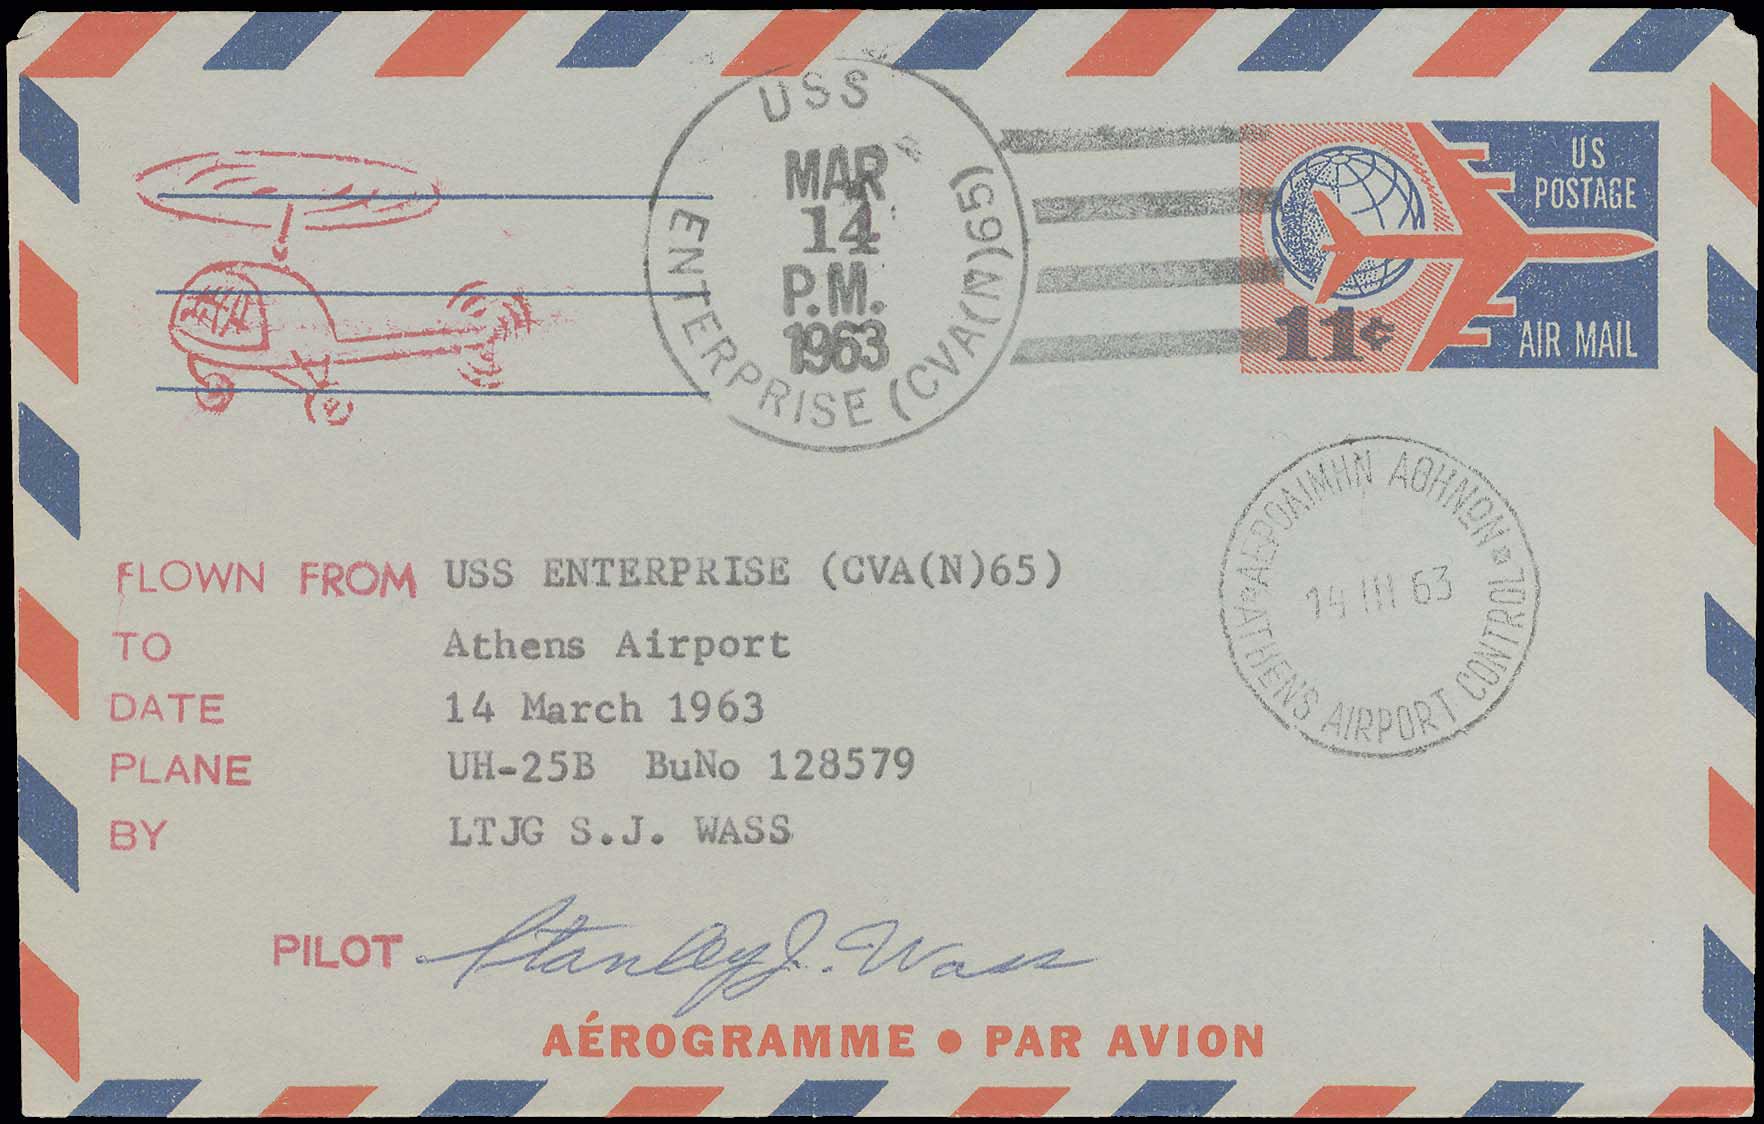 USS
ENTERPRISE (CVA(N)65)
MAR
14
P.M.
1963
US
POSTAGE
11¢
AIR MAIL
ΑΕΡΟΛΙΜΗΝ ΑΘΗΝΩΝ
14 III 63
ATHENS AIRPORT CONTROL
FLOWN FROM USS ENTERPRISE (CVA(N)65)
TO Athens Airport
DATE 14 March 1963
PLANE UH-25B BuNo 128579
BY LTJG S.J. WASS
PILOT Stanley J. Wass
AÉROGRAMME • PAR AVION